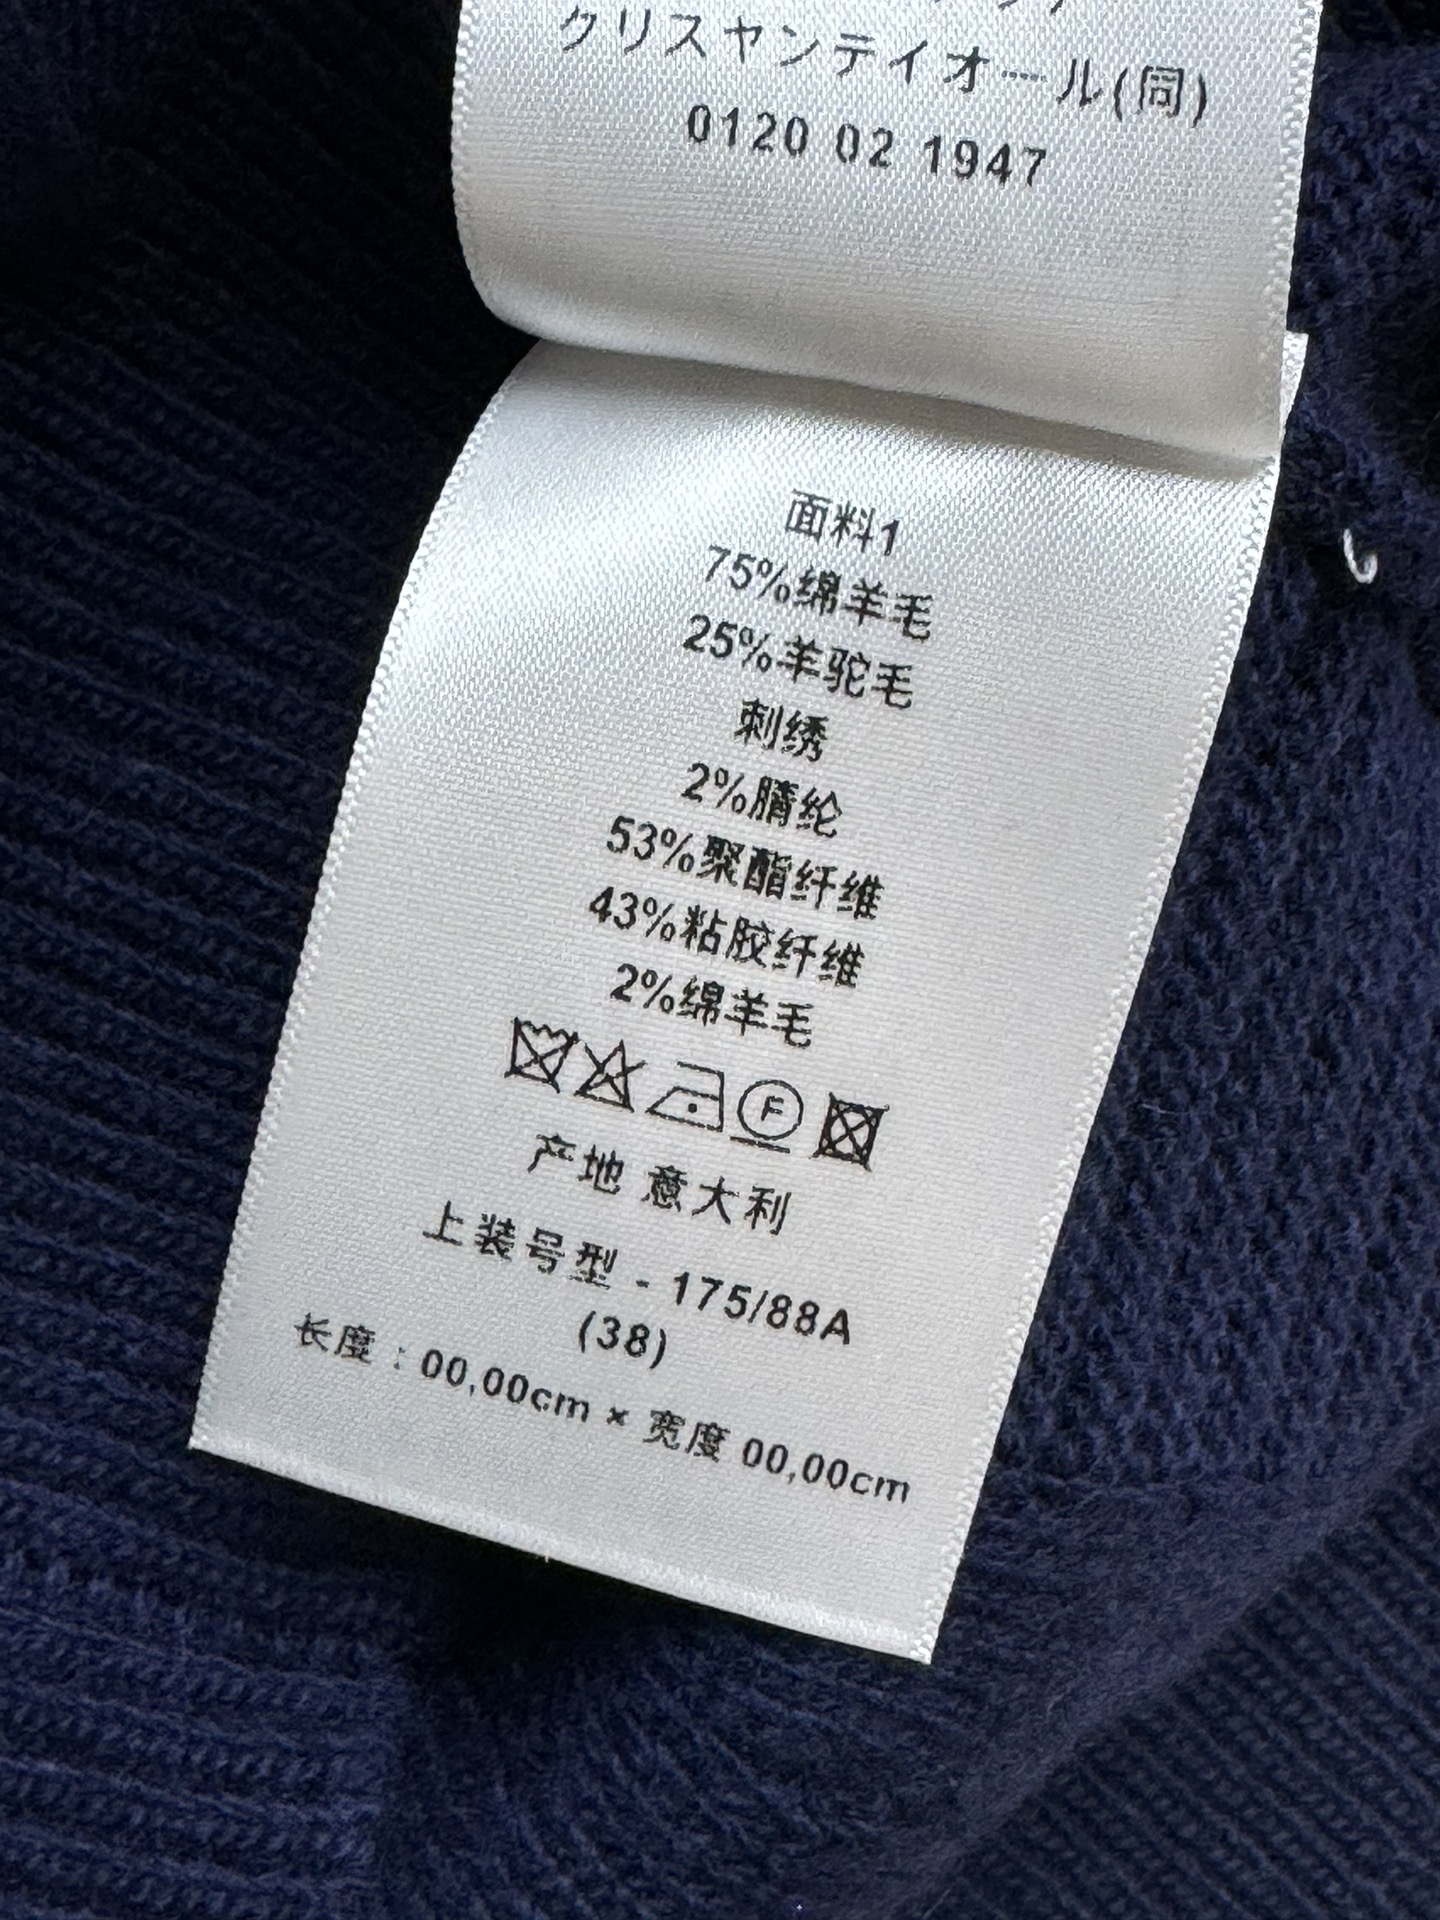 クリスヤンディオール(同)
0120 02 1947
面料1
75%绵羊毛
25%羊驼毛
刺绣
2%腈纶
53%聚酯纤维
43%粘胶纤维
2%绵羊毛
F
产地 意大利
上装号型 - 175/88A
(38)
长度 : 00,00cm × 宽度 00,00cm